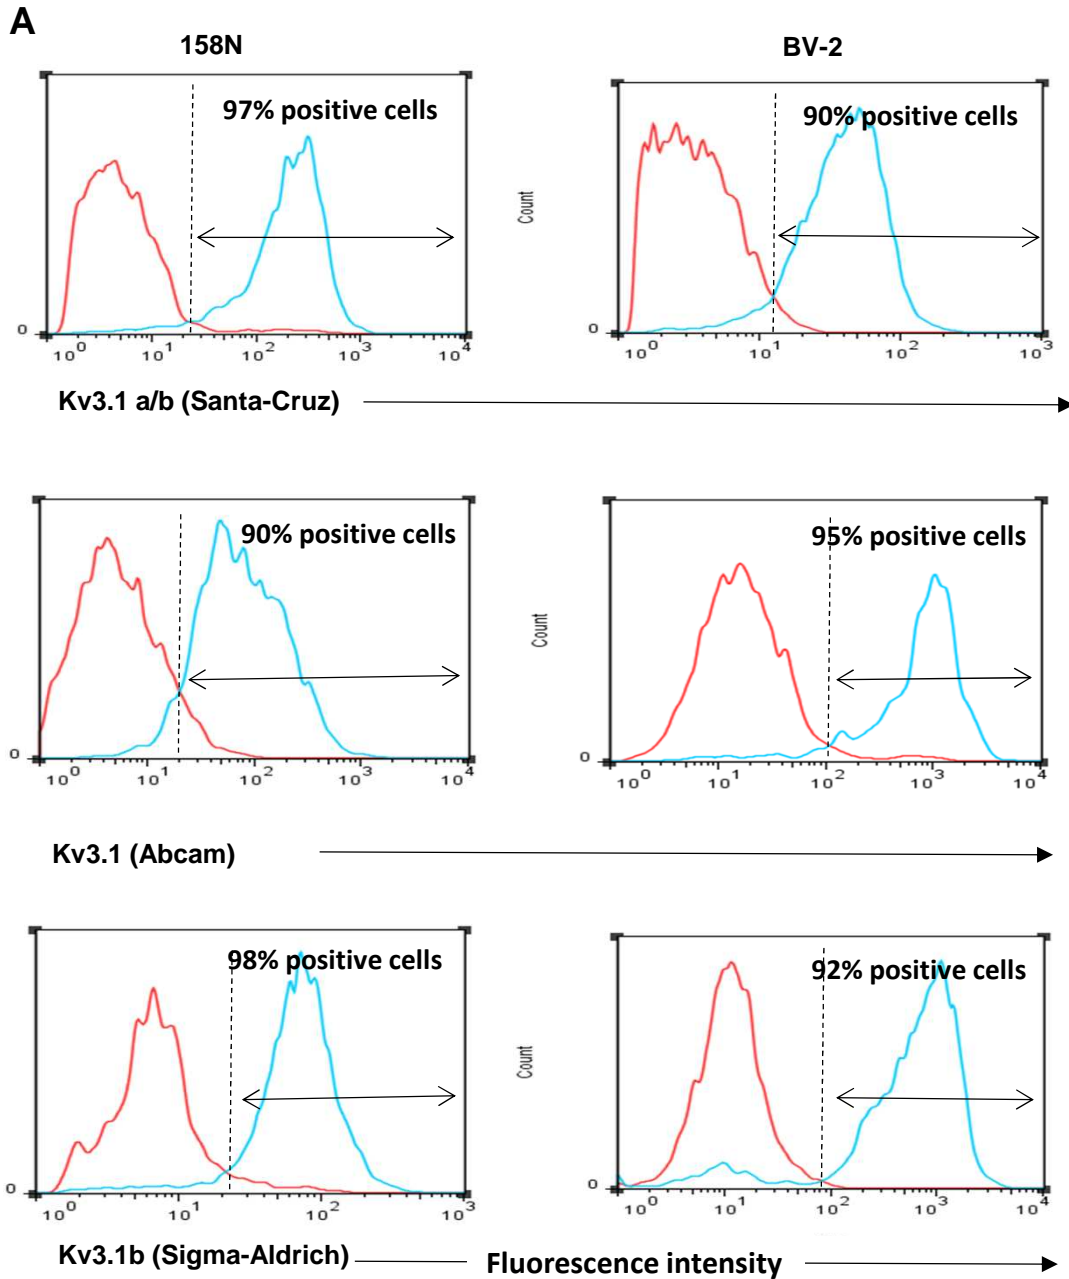 A
158N
BV-2
97% positive cells
90% positive cells
Count
0
10^0 10^1 10^2 10^3 10^4
0
10^0 10^1 10^2 10^3
Kv3.1 a/b (Santa-Cruz)
90% positive cells
95% positive cells
Count
0
10^0 10^1 10^2 10^3 10^4
0
10^0 10^1 10^2 10^3 10^4
Kv3.1 (Abcam)
98% positive cells
92% positive cells
Count
0
10^0 10^1 10^2 10^3
0
10^0 10^1 10^2 10^3 10^4
Kv3.1b (Sigma-Aldrich)
Fluorescence intensity